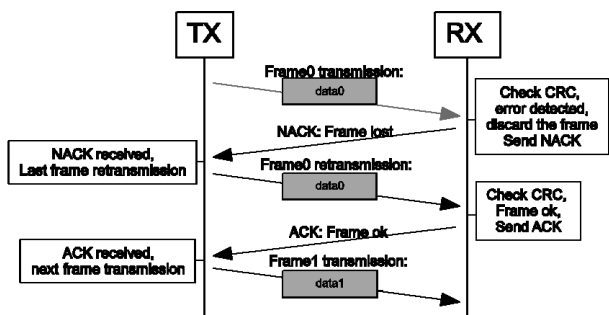 TX
RX
Frame0 transmission:
data0
Check CRC,
error detected,
discard the frame
Send NACK
NACK: Frame lost
NACK received,
Last frame retransmission
Frame0 retransmission:
data0
Check CRC,
Frame ok,
Send ACK
ACK: Frame ok
ACK received,
next frame transmission
Frame1 transmission:
data1